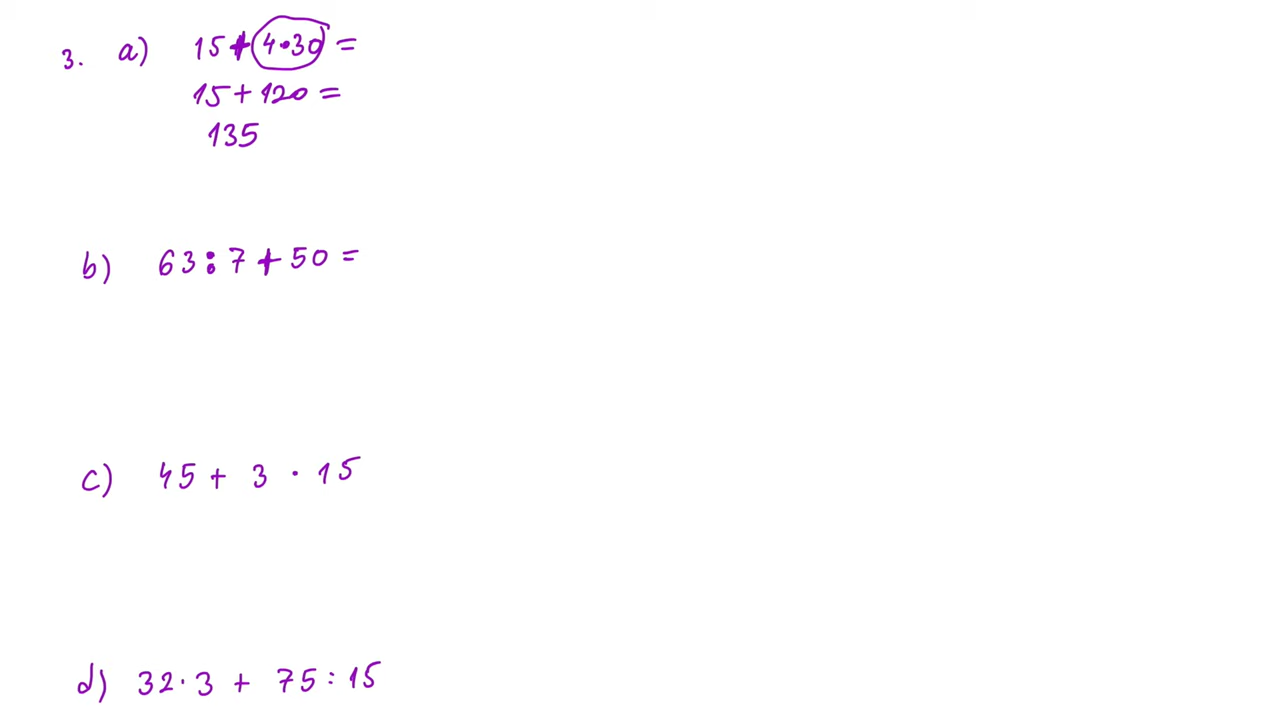 3. a) 15+(4·30) =
15+120 =
135
b) 63:7+50 =
c) 45+ 3 · 15
d) 32·3 + 75:15